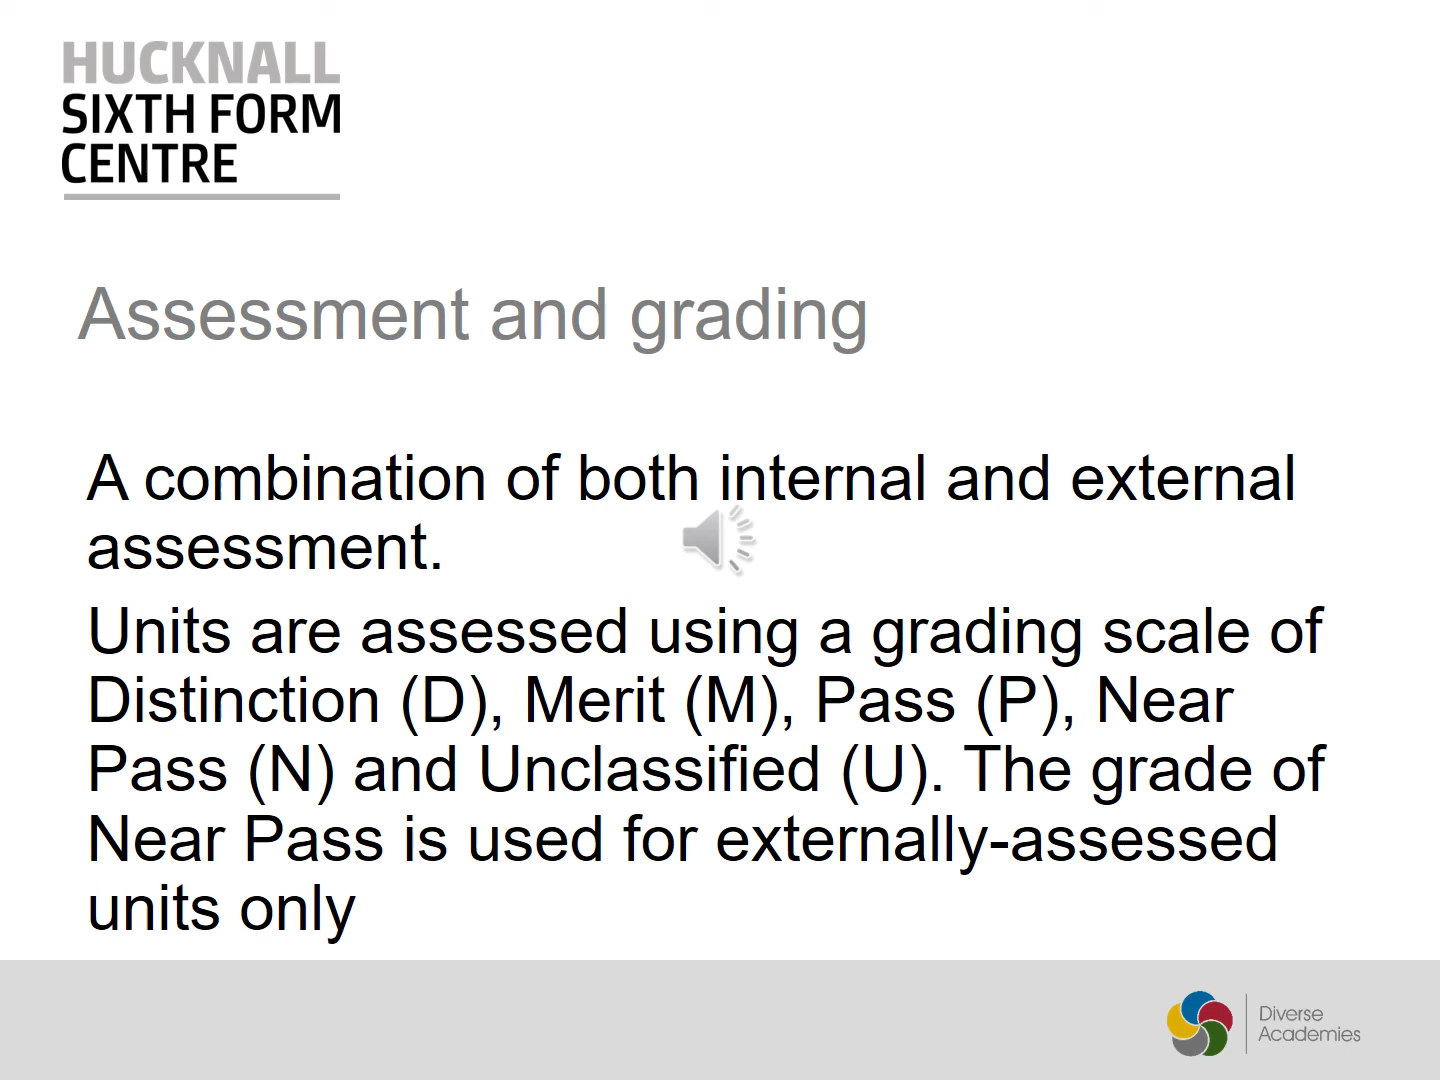 HUCKNALL
SIXTH FORM
CENTRE
Assessment and grading
A combination of both internal and external
assessment.
Units are assessed using a grading scale of
Distinction (D), Merit (M), Pass (P), Near
Pass (N) and Unclassified (U). The grade of
Near Pass is used for externally-assessed
units only
Diverse
Academies